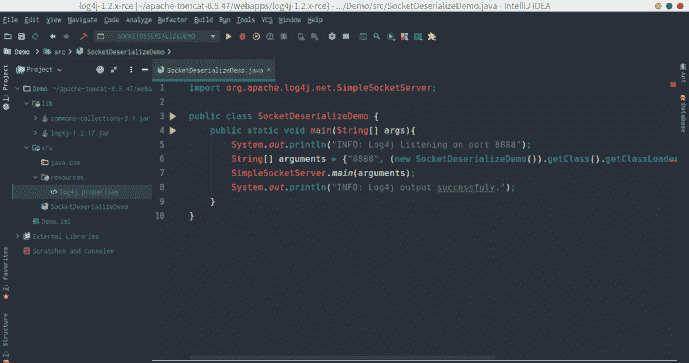 log4j-1.2.x-rce [~/apache-tomcat-8.5.47/webapps/log4j-1.2.x-rce] - .../Demo/src/SocketDeserializeDemo.java - IntelliJ IDEA
File Edit View Navigate Code Analyze Refactor Build Run Tools VCS Window Help
SOCKETDESERIALIZEDEMO
Demo src SocketDeserializeDemo
Project
SocketDeserializeDemo.java
1: Project
Demo ~/apache-tomcat-8.5.47/weba
lib
commons-collections-3.1.jar
log4j-1.2.17.jar
src
java.com
resources
log4j.properties
SocketDeserializeDemo
Demo.iml
External Libraries
Scratches and Consoles
1 import org.apache.log4j.net.SimpleSocketServer;
2
3 public class SocketDeserializeDemo {
4 public static void main(String[] args){
5 System.out.println("INFO: Log4j Listening on port 8888");
6 String[] arguments = {"8888", (new SocketDeserializeDemo()).getClass().getClassLoade
7 SimpleSocketServer.main(arguments);
8 System.out.println("INFO: Log4j output successfuly.");
9 }
10 }
Ant
Database
2: Favorites
Z: Structure